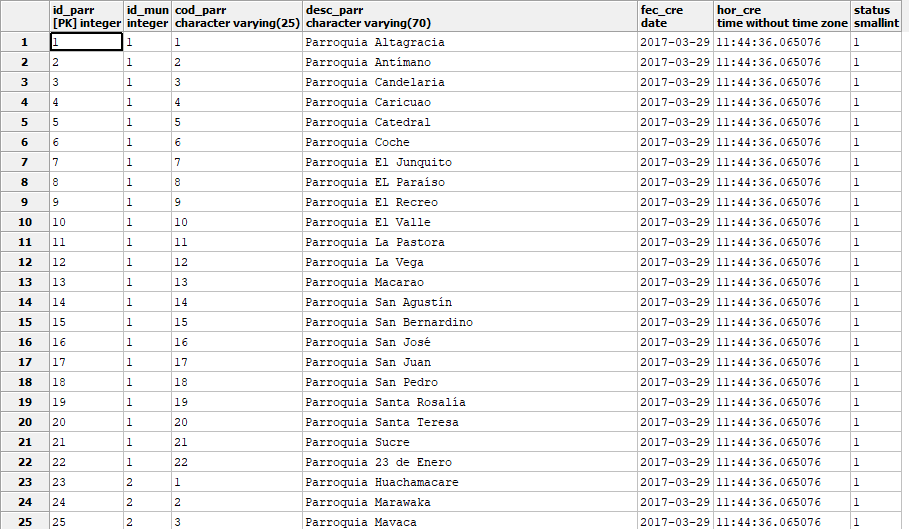 id_parr id_mun cod_parr desc_parr fec_cre hor_cre status
[PK] integer integer character varying(25) character varying(70) date time without time zone smallint
1 1 1 1 Parroquia Altagracia 2017-03-29 11:44:36.065076 1
2 2 1 2 Parroquia Antímano 2017-03-29 11:44:36.065076 1
3 3 1 3 Parroquia Candelaria 2017-03-29 11:44:36.065076 1
4 4 1 4 Parroquia Caricuao 2017-03-29 11:44:36.065076 1
5 5 1 5 Parroquia Catedral 2017-03-29 11:44:36.065076 1
6 6 1 6 Parroquia Coche 2017-03-29 11:44:36.065076 1
7 7 1 7 Parroquia El Junquito 2017-03-29 11:44:36.065076 1
8 8 1 8 Parroquia EL Paraíso 2017-03-29 11:44:36.065076 1
9 9 1 9 Parroquia El Recreo 2017-03-29 11:44:36.065076 1
10 10 1 10 Parroquia El Valle 2017-03-29 11:44:36.065076 1
11 11 1 11 Parroquia La Pastora 2017-03-29 11:44:36.065076 1
12 12 1 12 Parroquia La Vega 2017-03-29 11:44:36.065076 1
13 13 1 13 Parroquia Macarao 2017-03-29 11:44:36.065076 1
14 14 1 14 Parroquia San Agustín 2017-03-29 11:44:36.065076 1
15 15 1 15 Parroquia San Bernardino 2017-03-29 11:44:36.065076 1
16 16 1 16 Parroquia San José 2017-03-29 11:44:36.065076 1
17 17 1 17 Parroquia San Juan 2017-03-29 11:44:36.065076 1
18 18 1 18 Parroquia San Pedro 2017-03-29 11:44:36.065076 1
19 19 1 19 Parroquia Santa Rosalía 2017-03-29 11:44:36.065076 1
20 20 1 20 Parroquia Santa Teresa 2017-03-29 11:44:36.065076 1
21 21 1 21 Parroquia Sucre 2017-03-29 11:44:36.065076 1
22 22 1 22 Parroquia 23 de Enero 2017-03-29 11:44:36.065076 1
23 23 2 1 Parroquia Huachamacare 2017-03-29 11:44:36.065076 1
24 24 2 2 Parroquia Marawaka 2017-03-29 11:44:36.065076 1
25 25 2 3 Parroquia Mavaca 2017-03-29 11:44:36.065076 1